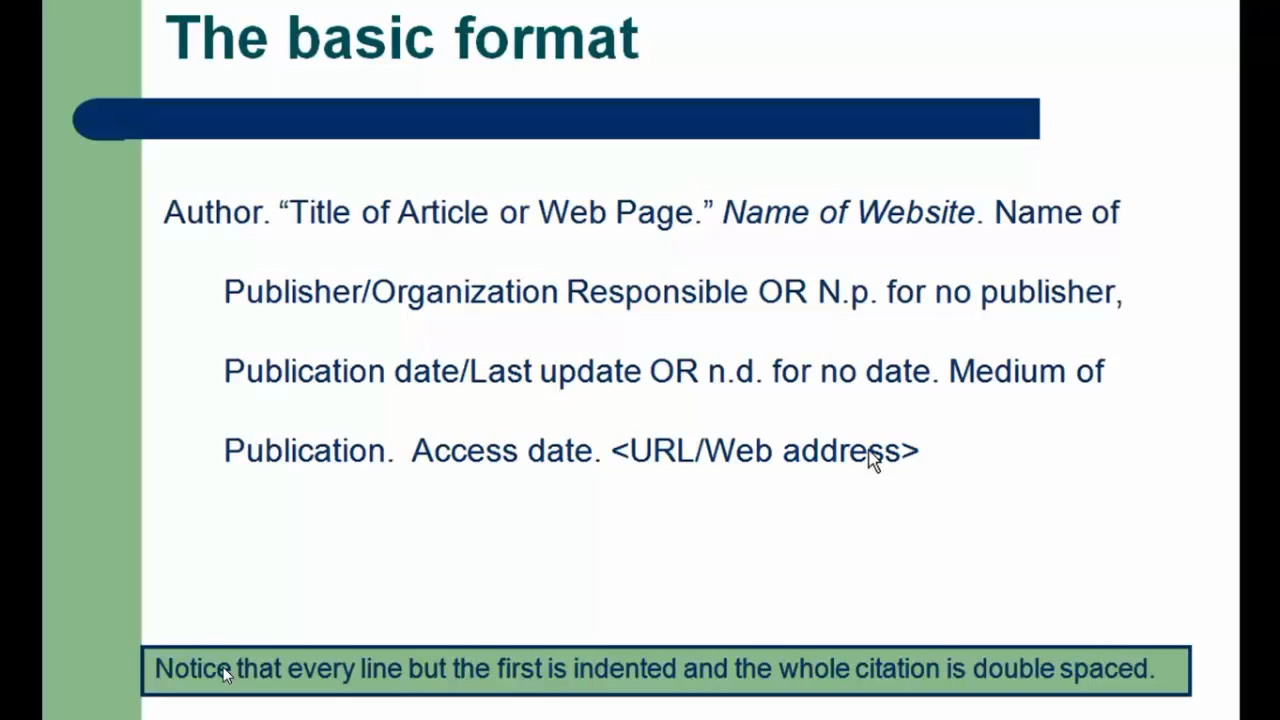 The basic format
Author. “Title of Article or Web Page.” Name of Website. Name of
Publisher/Organization Responsible OR N.p. for no publisher,
Publication date/Last update OR n.d. for no date. Medium of
Publication.  Access date. <URL/Web address>
Notice that every line but the first is indented and the whole citation is double spaced.